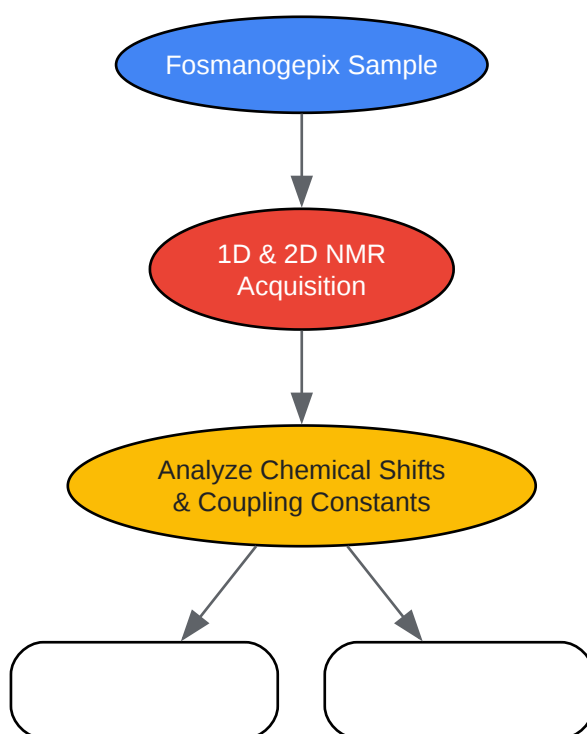 Fosmanogepix Sample
1D & 2D NMR
Acquisition
Analyze Chemical Shifts
& Coupling Constants